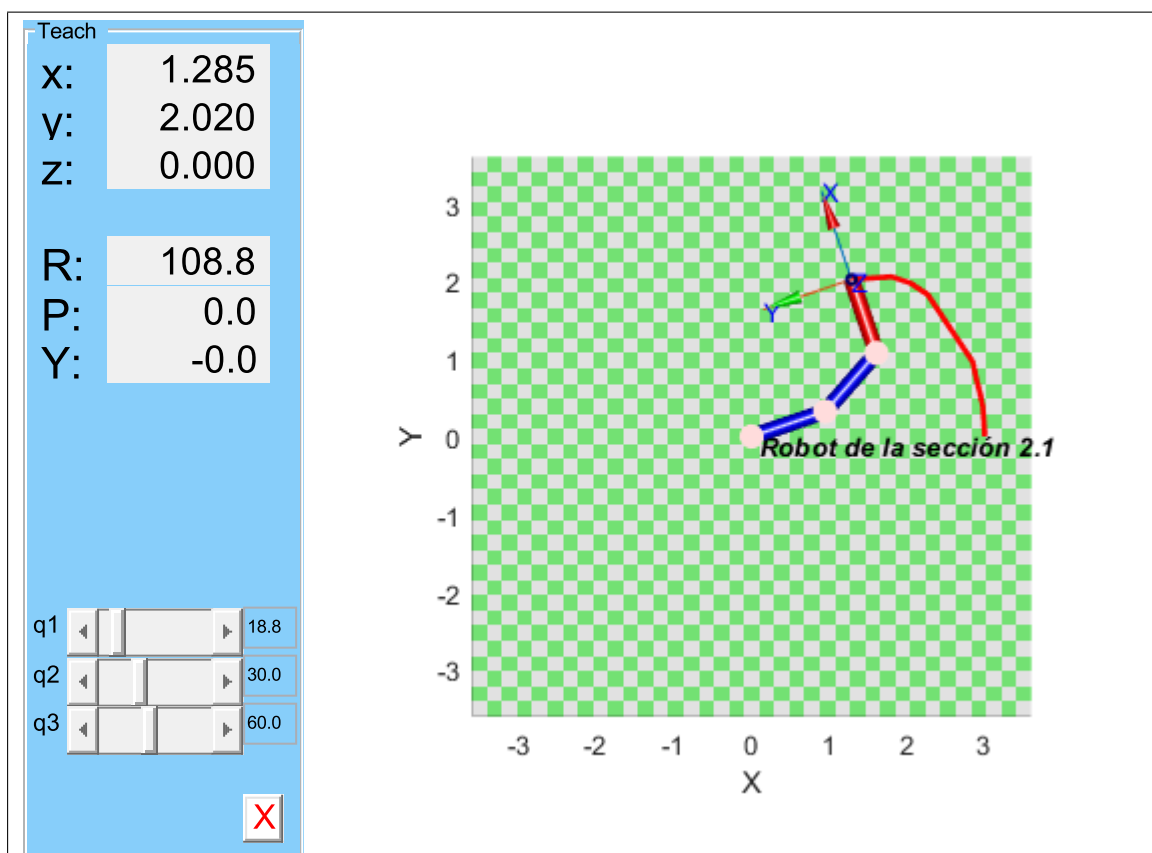 Teach
x: 1.285
y: 2.020
z: 0.000
R: 108.8
P: 0.0
Y: -0.0
q1 18.8
q2 30.0
q3 60.0
X
X
Y
Z
3
2
1
0
-1
-2
-3
Y
Robot de la sección 2.1
-3 -2 -1 0 1 2 3
X